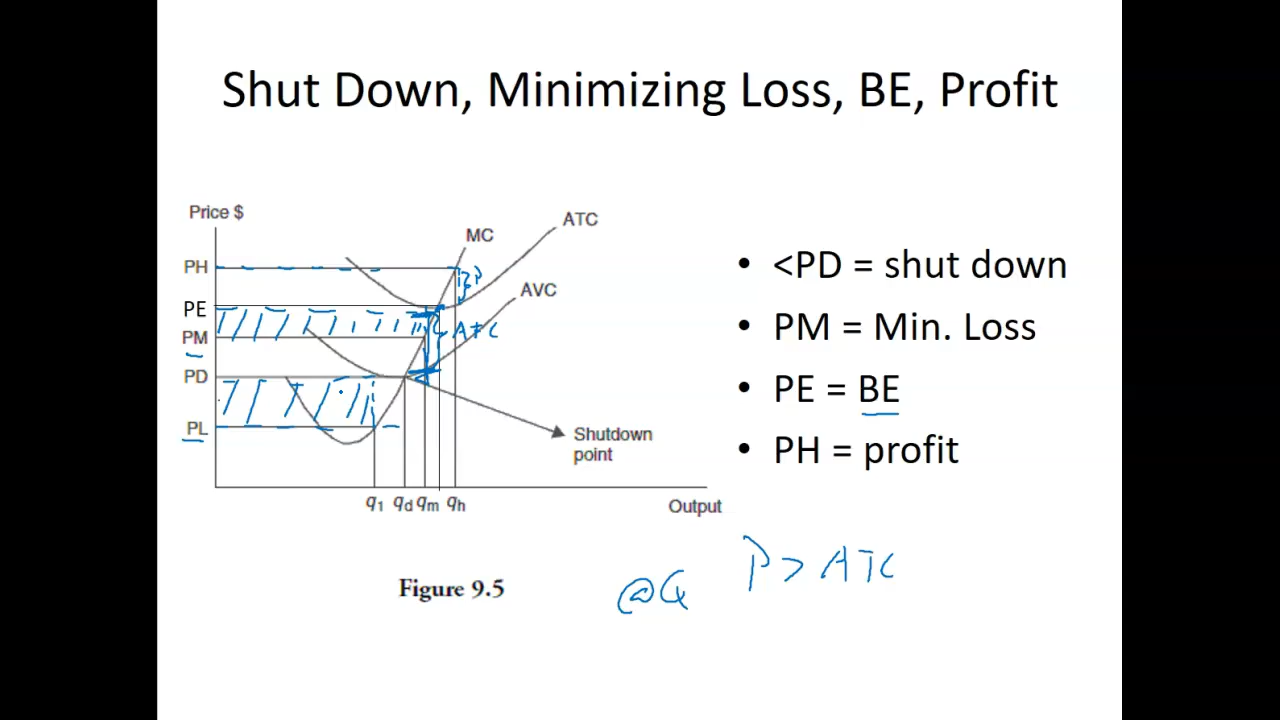 Shut Down, Minimizing Loss, BE, Profit
Price $
ATC
MC
PH
P
AVC
PE
PM
AFC
PD
PL
Shutdown
point
q1 qd qm qh
Output
• <PD = shut down
• PM = Min. Loss
• PE = BE
• PH = profit
Figure 9.5
@Q P > ATC